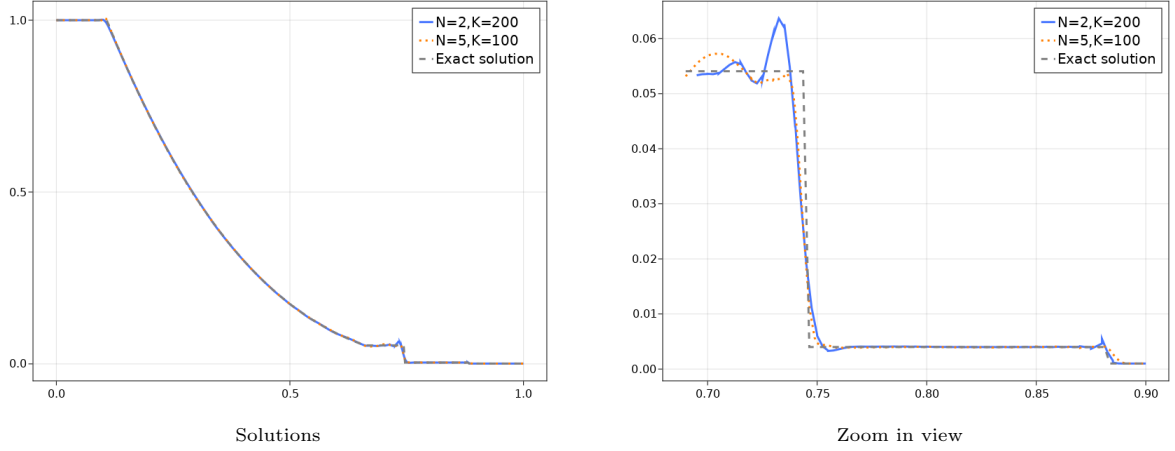 1.0
0.5
0.0
0.0
0.5
1.0
N=2,K=200
N=5,K=100
Exact solution
Solutions
0.06
0.05
0.04
0.03
0.02
0.01
0.00
0.70
0.75
0.80
0.85
0.90
N=2,K=200
N=5,K=100
Exact solution
Zoom in view